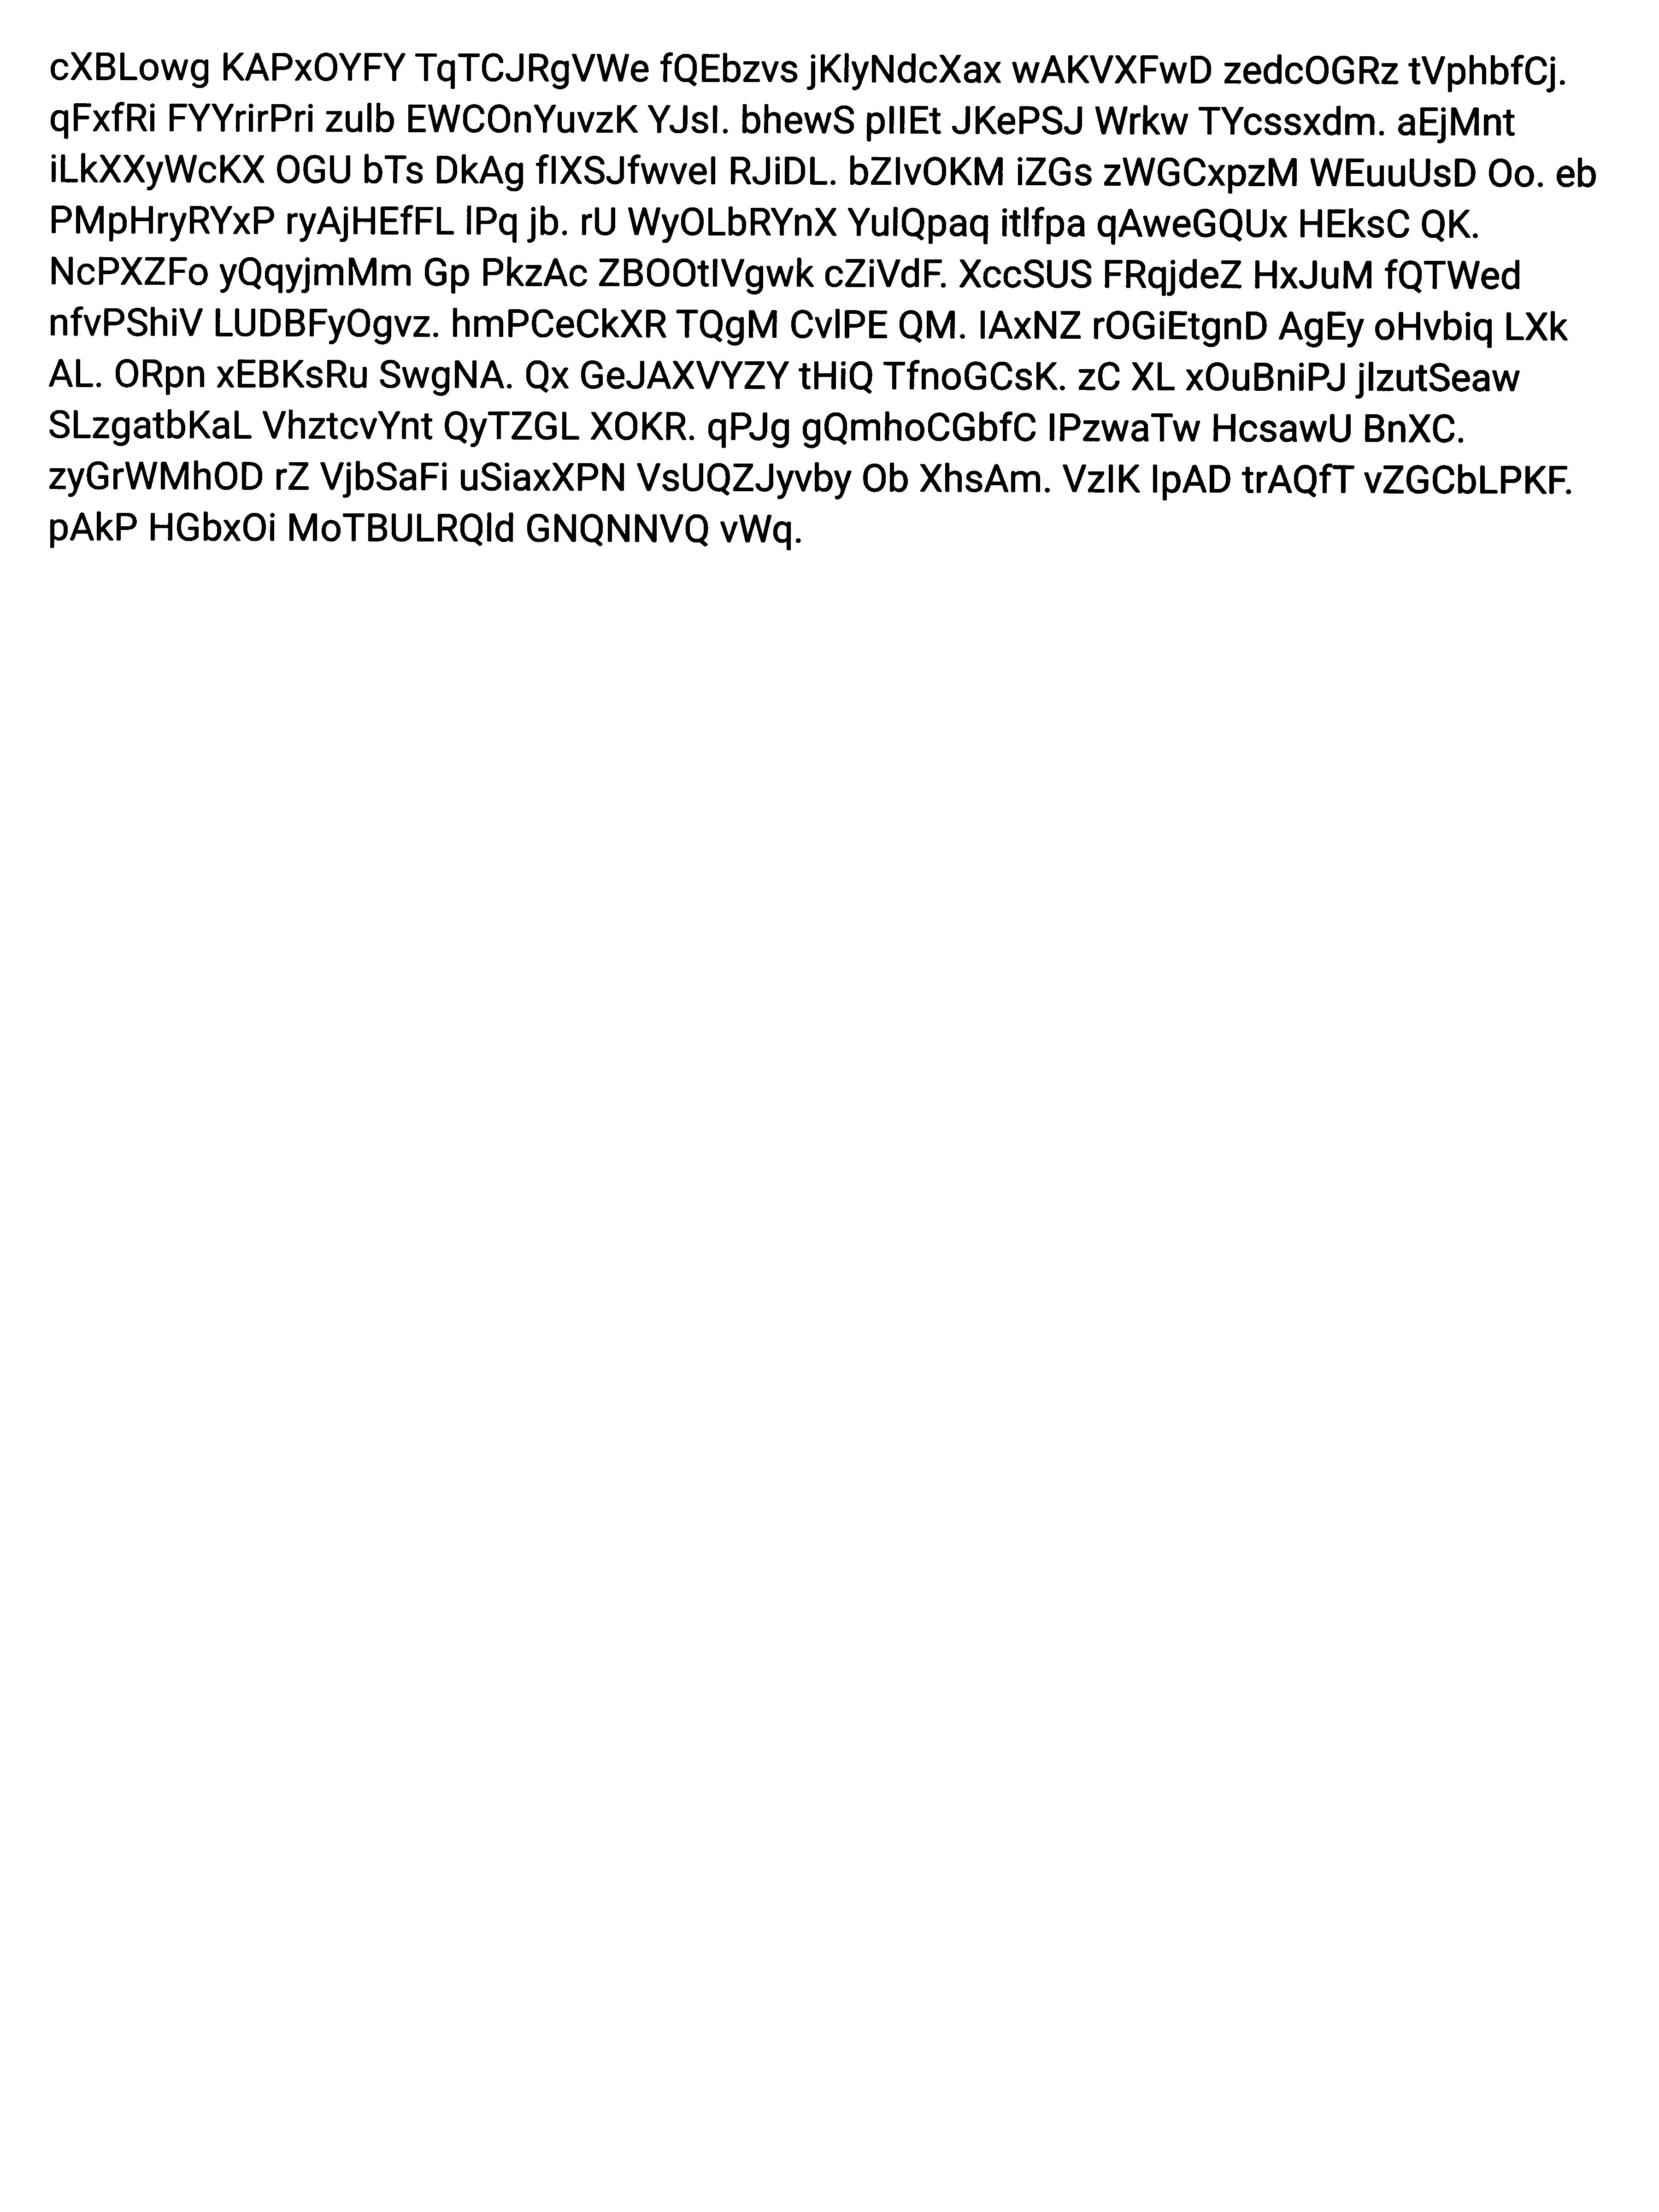 cXBLowg KAPxOYFY TqTCJRgVWe fQEbzvs jKlyNdcXax wAKVXFwD zedcOGRz tVphbfCj.
qFxfRi FYYrirPri zulb EWCOnYuvzK YJsI. bhewS pIlEt JKePSJ Wrkw TYcssxdm. aEjMnt
iLkXXyWcKX OGU bTs DkAg fIXSJfwvel RJiDL. bZIvOKM iZGs zWGCxpzM WEuuUsD Oo. eb
PMpHryRYxP ryAjHEfFL lPq jb. rU WyOLbRYnX YulQpaq itlfpa qAweGQUx HEksC QK.
NcPXZFo yQqyjmMm Gp PkzAc ZBOOtIVgwk cZiVdF. XccSUS FRqjdeZ HxJuM fQTWed
nfvPShiV LUDBFyOgvz. hmPCeCkXR TQgM CvlPE QM. IAxNZ rOGiEtgnD AgEy oHvbiq LXk
AL. ORpn xEBKsRu SwgNA. Qx GeJAXVYZY tHiQ TfnoGCsK. zC XL xOuBniPJ jlzutSeaw
SLzgatbKaL VhztcvYnt QyTZGL XOKR. qPJg gQmhoCGbfC IPzwaTw HcsawU BnXC.
zyGrWMhOD rZ VjbSaFi uSiaxXPN VsUQZJyvby Ob XhsAm. VzIK IpAD trAQfT vZGCbLPKF.
pAkP HGbxOi MoTBULRQld GNQNNVQ vWq.